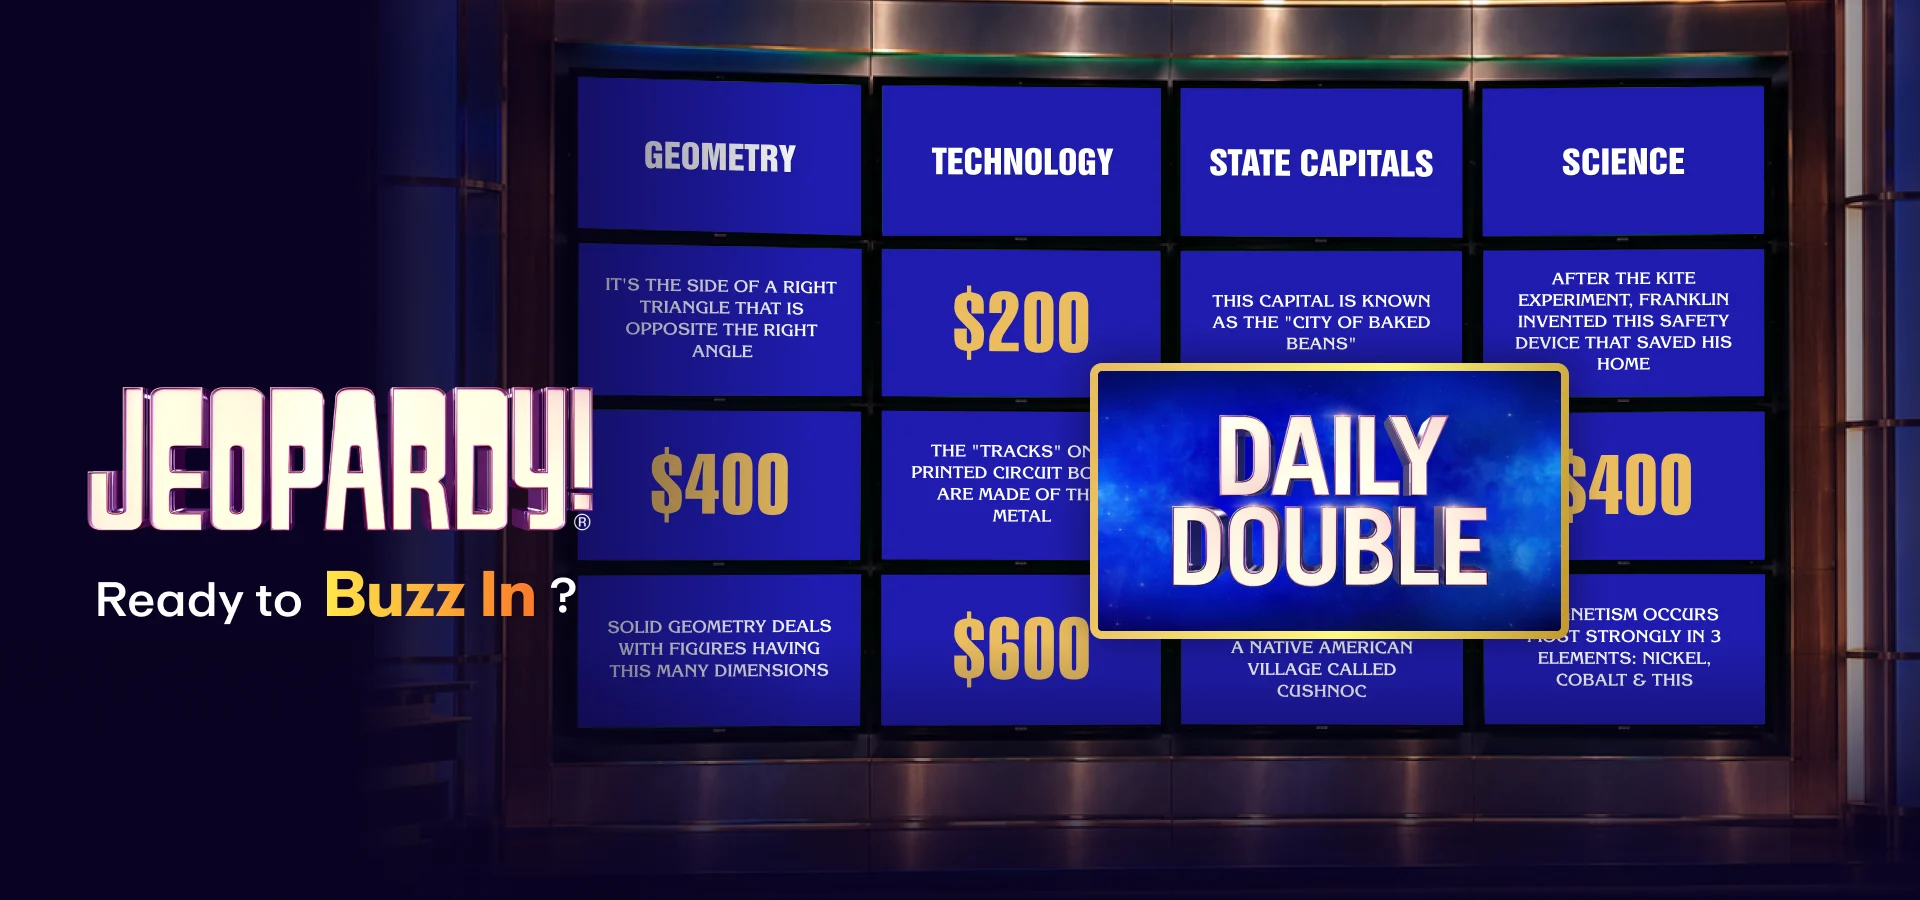 GEOMETRY
TECHNOLOGY
STATE CAPITALS
SCIENCE
IT'S THE SIDE OF A RIGHT
TRIANGLE THAT IS
OPPOSITE THE RIGHT
ANGLE
$200
THIS CAPITAL IS KNOWN
AS THE "CITY OF BAKED
BEANS"
AFTER THE KITE
EXPERIMENT, FRANKLIN
INVENTED THIS SAFETY
DEVICE THAT SAVED HIS
HOME
JEOPARDY!®
Ready to Buzz In ?
$400
THE "TRACKS" ON
PRINTED CIRCUIT
ARE MADE OF
METAL
DAILY
DOUBLE
$400
SOLID GEOMETRY DEALS
WITH FIGURES HAVING
THIS MANY DIMENSIONS
$600
A NATIVE AMERICAN
VILLAGE CALLED
CUSHNOC
OCCURS
MOST STRONGLY IN 3
ELEMENTS: NICKEL,
COBALT & THIS